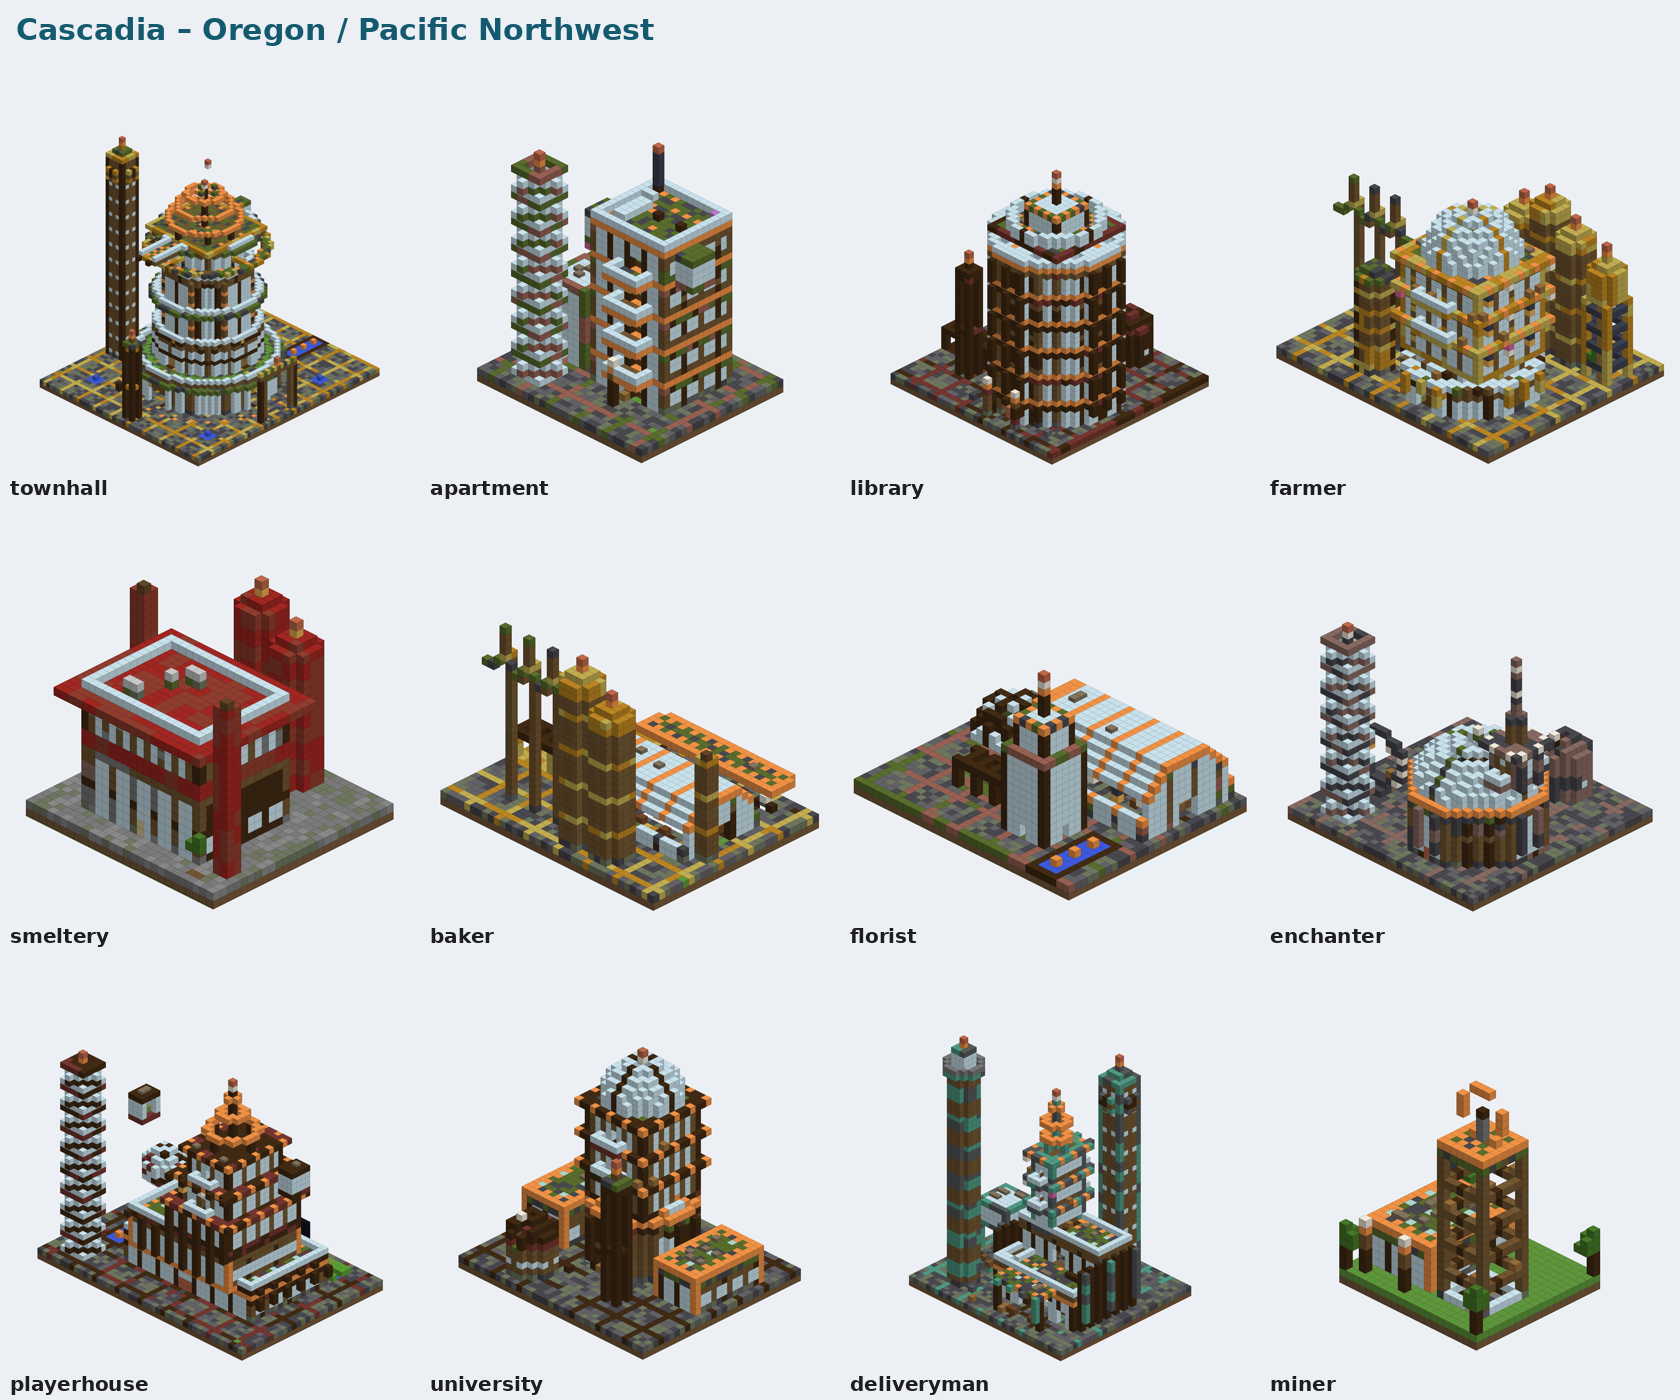 Cascadia – Oregon / Pacific Northwest
townhall
apartment
library
farmer
smeltery
baker
florist
enchanter
playerhouse
university
deliveryman
miner